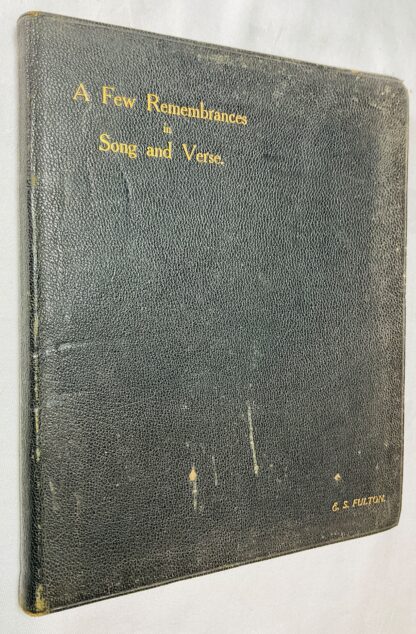 A Few Remembrances
in
Song and Verse.
G. S. FULTON.